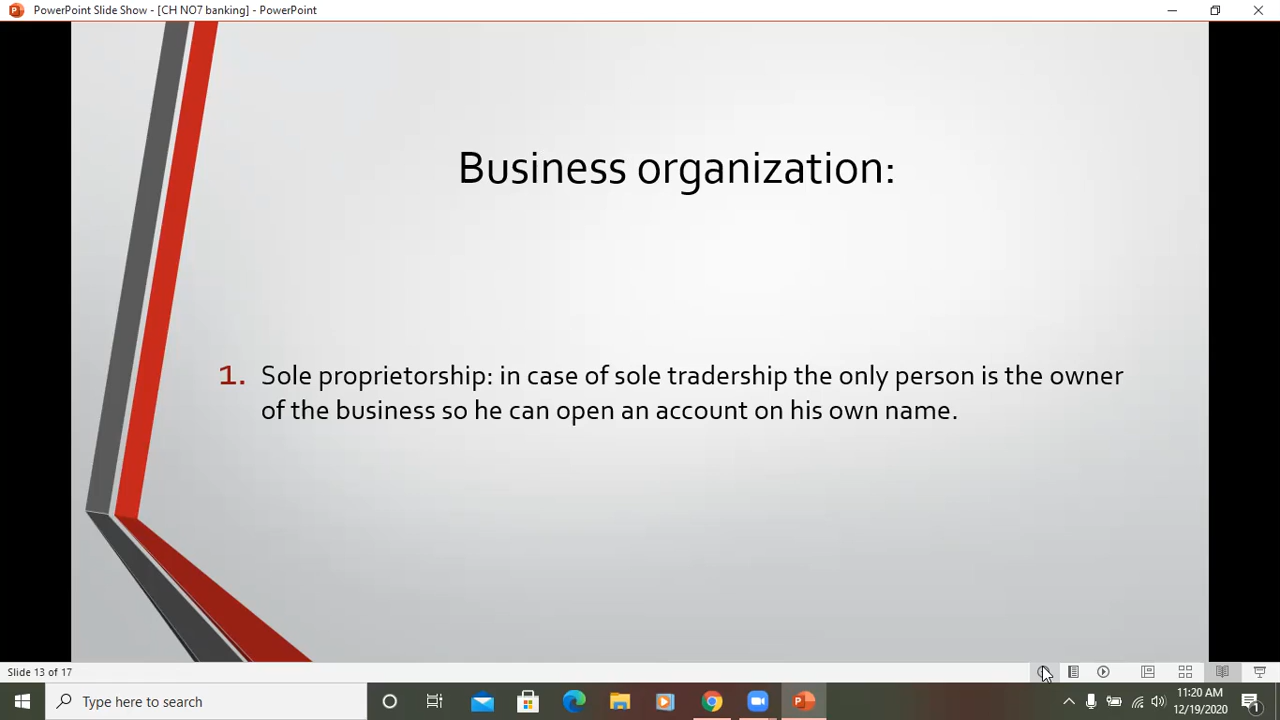 PowerPoint Slide Show - [CH NO7 banking] - PowerPoint
Business organization:
1. Sole proprietorship: in case of sole tradership the only person is the owner
of the business so he can open an account on his own name.
Slide 13 of 17
Type here to search
11:20 AM
12/19/2020
1